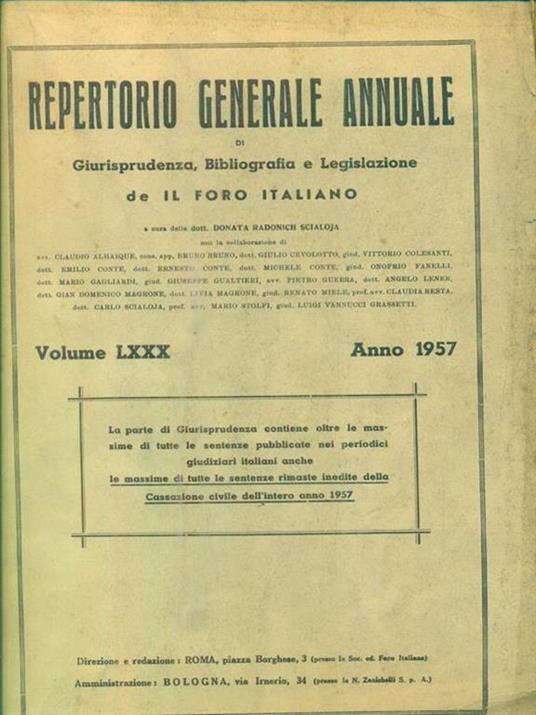 REPERTORIO GENERALE ANNUALE
DI
Giurisprudenza, Bibliografia e Legislazione
de IL FORO ITALIANO
a cura della dott. DONATA RADONICH SCIALOJA
con la collaborazione di
avv. CLAUDIO ALHAIQUE, cons. app. BRUNO BRUNO, dott. GIULIO CEVOLOTTO, giud. VITTORIO COLESANTI,
dott. EMILIO CONTE, dott. ERNESTO CONTE, dott. MICHELE CONTE, giud. ONOFRIO FANELLI,
dott. MARIO GAGLIARDI, giud. GIUSEPPE GUALTIERI, avv. PIETRO GUERRA, dott. ANGELO LENER,
dott. GIAN DOMENICO MAGRONE, dott. LIVIA MAGRONE, giud. RENATO MIELE, prof. avv. CLAUDIA RESTA,
dott. CARLO SCIALOJA, prof. avv. MARIO STOLFI, giud. LUIGI VANNUCCI GRASSETTI.
Volume LXXX Anno 1957
La parte di Giurisprudenza contiene oltre le mas-
sime di tutte le sentenze pubblicate nei periodici
giudiziari italiani anche
le massime di tutte le sentenze rimaste inedite della
Cassazione civile dell'intero anno 1957
Direzione e redazione : ROMA, piazza Borghese, 3 (presso la Soc. ed. Foro Italiano)
Amministrazione : BOLOGNA, via Irnerio, 34 (presso la N. Zanichelli S. p. A.)